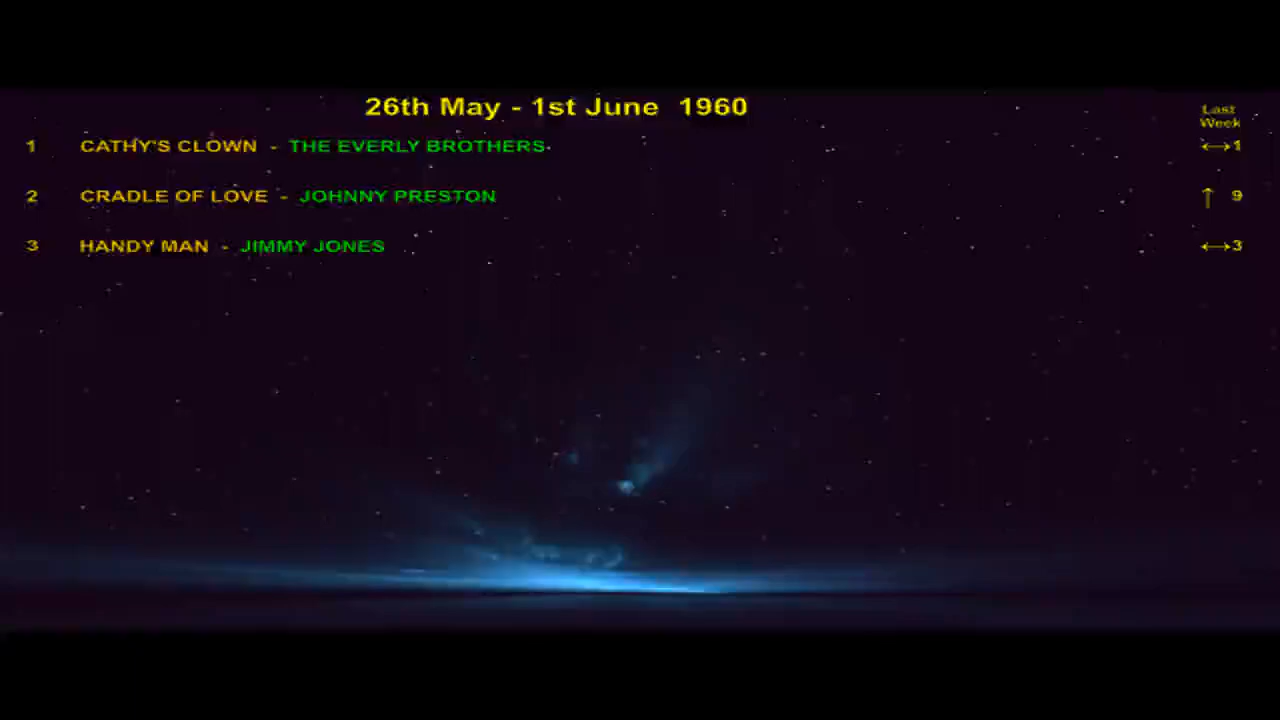 26th May - 1st June 1960
Last
Week
1 CATHY'S CLOWN - THE EVERLY BROTHERS ↔1
2 CRADLE OF LOVE - JOHNNY PRESTON ↑ 9
3 HANDY MAN - JIMMY JONES ↔3